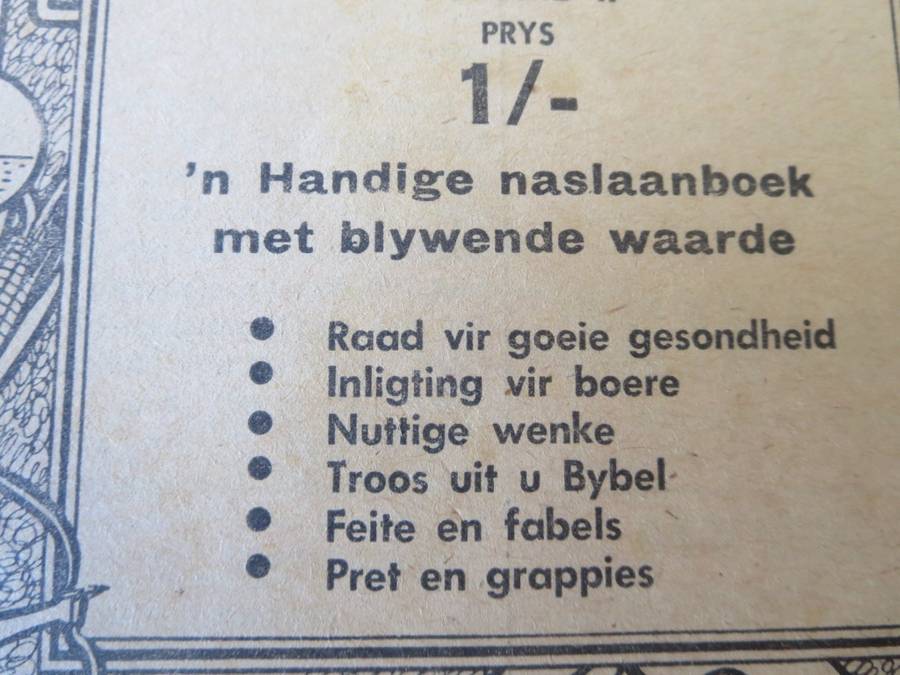 PRYS
1/-
'n Handige naslaanboek
met blywende waarde
• Raad vir goeie gesondheid
• Inligting vir boere
• Nuttige wenke
• Troos uit u Bybel
• Feite en fabels
• Pret en grappies